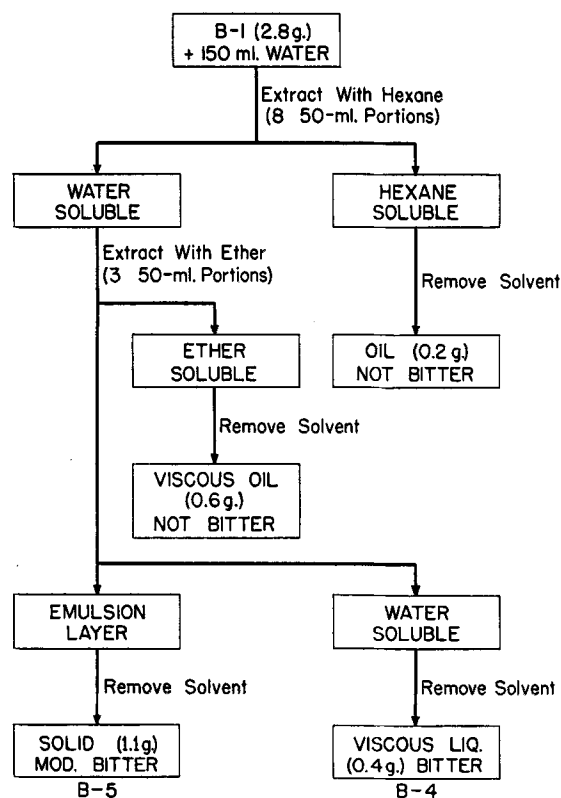 B-1 (2.8g.)
+ 150 ml. WATER
Extract With Hexane
(8 50-ml. Portions)
WATER
SOLUBLE
HEXANE
SOLUBLE
Extract With Ether
(3 50-ml. Portions)
Remove Solvent
ETHER
SOLUBLE
OIL (0.2 g.)
NOT BITTER
Remove Solvent
VISCOUS OIL
(0.6g.)
NOT BITTER
EMULSION
LAYER
WATER
SOLUBLE
Remove Solvent
Remove Solvent
SOLID (1.1g.)
MOD. BITTER
B-5
VISCOUS LIQ.
(0.4g.) BITTER
B-4